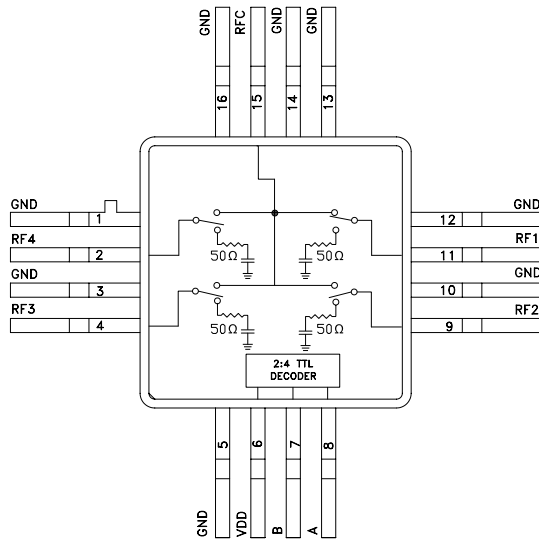 GND
RFC
GND
GND
16
15
14
13
GND
1
RF4
2
GND
3
RF3
4
GND
12
RF1
11
GND
10
RF2
9
50Ω
50Ω
50Ω
50Ω
2:4 TTL
DECODER
5
6
7
8
GND
VDD
B
A